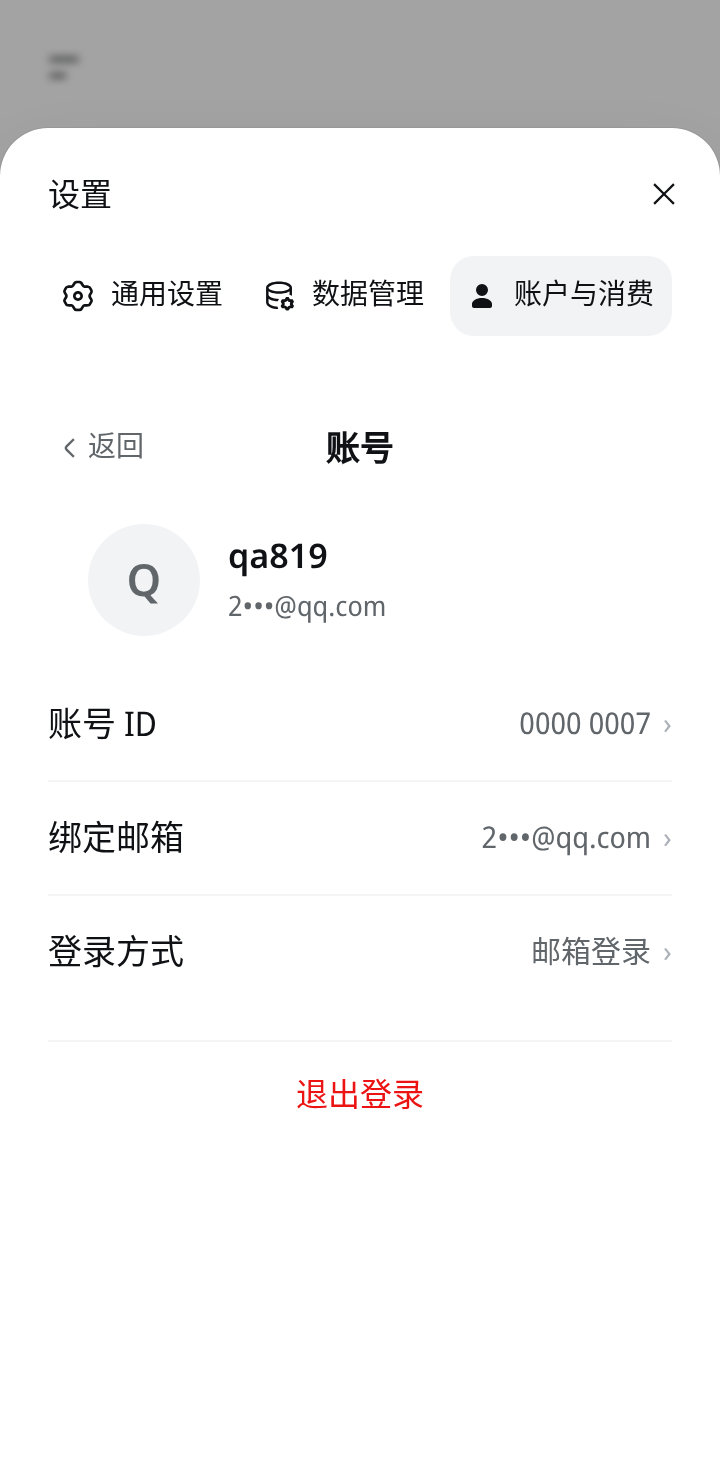 设置
通用设置 数据管理 账户与消费
返回 账号
Q
qa819
2•••@qq.com
账号 ID 0000 0007 ›
绑定邮箱 2•••@qq.com ›
登录方式 邮箱登录 ›
退出登录